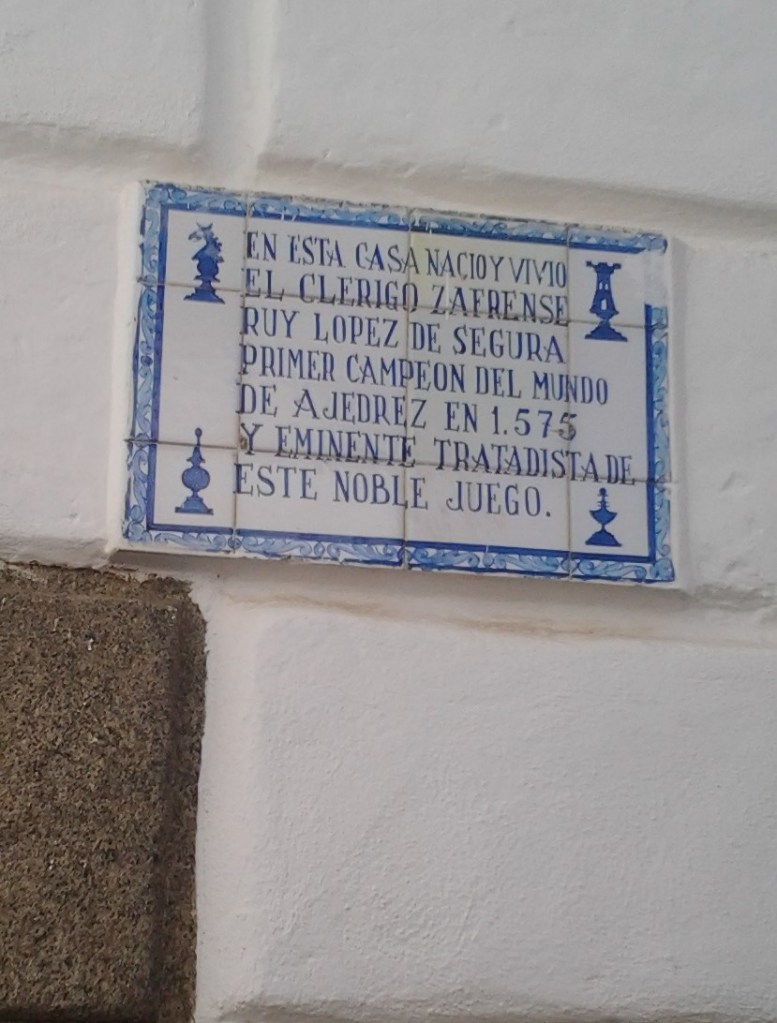 EN ESTA CASA NACIO Y VIVIO
EL CLERIGO ZAFRENSE
RUY LOPEZ DE SEGURA
PRIMER CAMPEON DEL MUNDO
DE AJEDREZ EN 1.575
Y EMINENTE TRATADISTA DE
ESTE NOBLE JUEGO.